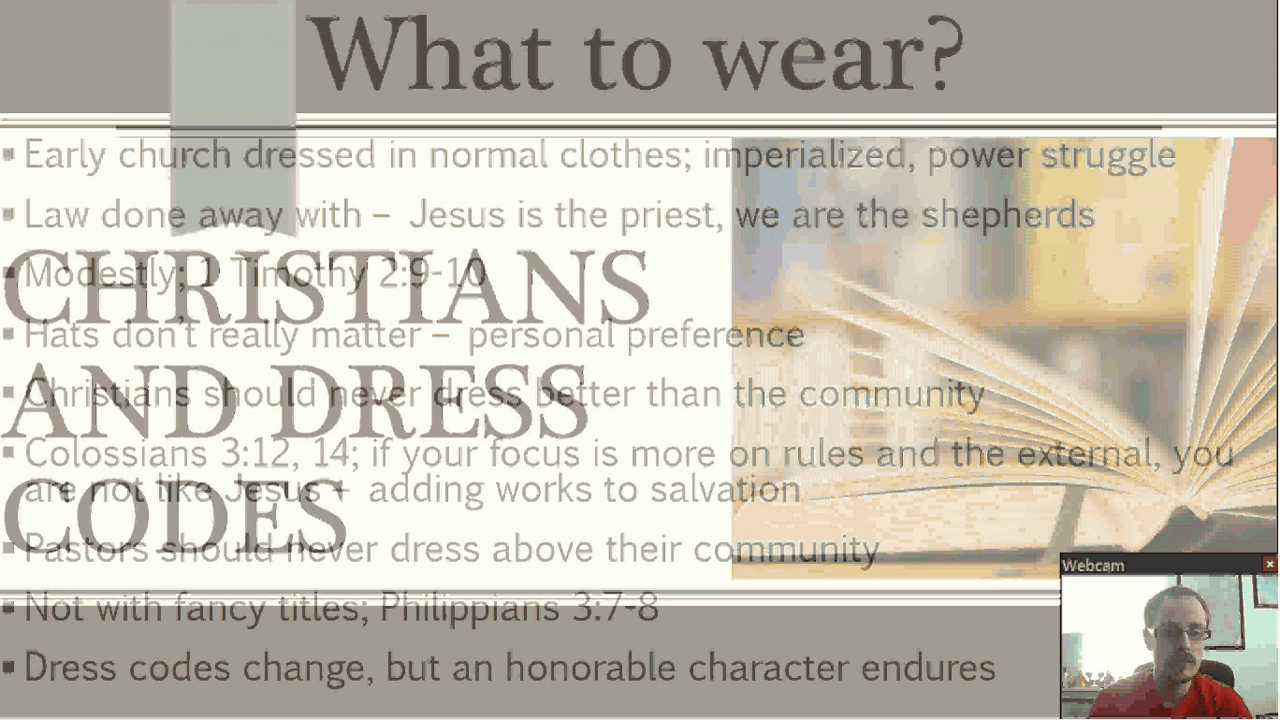 What to wear?
▪ Early church dressed in normal clothes; imperialized, power struggle
▪ Law done away with – Jesus is the priest, we are the shepherds
▪ Modestly; 1 Timothy 2:9-10
▪ Hats don't really matter – personal preference
▪ Christians should never dress better than the community
▪ Colossians 3:12, 14; if your focus is more on rules and the external, you
are not like Jesus – adding works to salvation
▪ Pastors should never dress above their community
▪ Not with fancy titles; Philippians 3:7-8
▪ Dress codes change, but an honorable character endures
CHRISTIANS
AND DRESS
CODES
Webcam